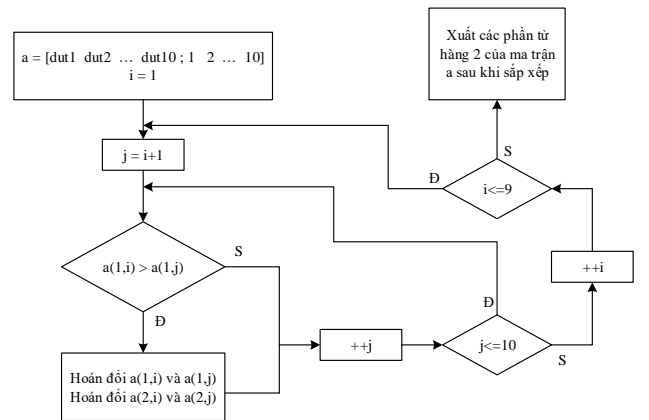 a = [dut1 dut2 … dut10 ; 1 2 … 10]
i = 1
Xuất các phần tử
hàng 2 của ma trận
a sau khi sắp xếp
j = i+1
S
Đ
i<=9
a(1,i) > a(1,j)
S
++i
Đ
Đ
++j
j<=10
S
Hoán đổi a(1,i) và a(1,j)
Hoán đổi a(2,i) và a(2,j)